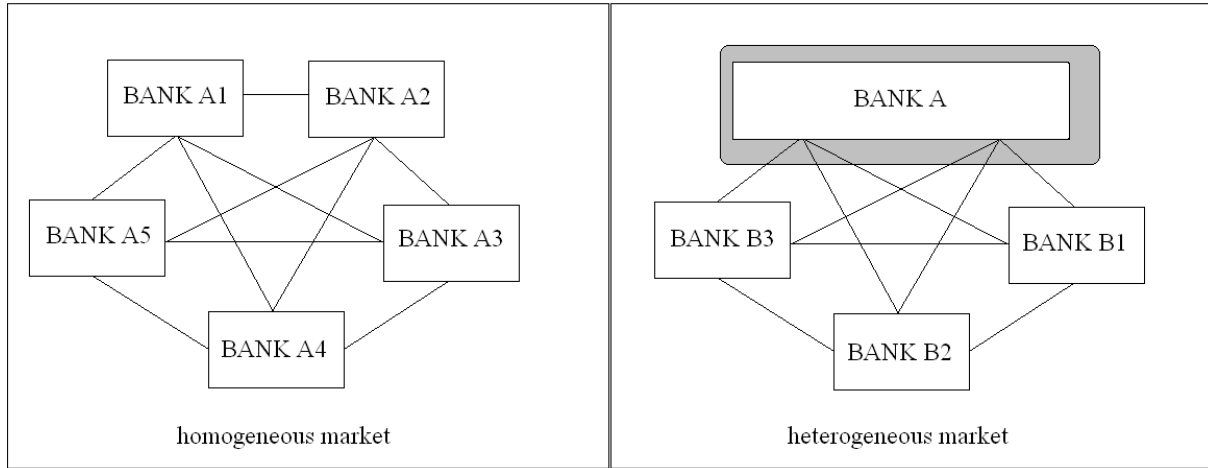 BANK A1
BANK A2
BANK A5
BANK A3
BANK A4
homogeneous market
BANK A
BANK B3
BANK B1
BANK B2
heterogeneous market